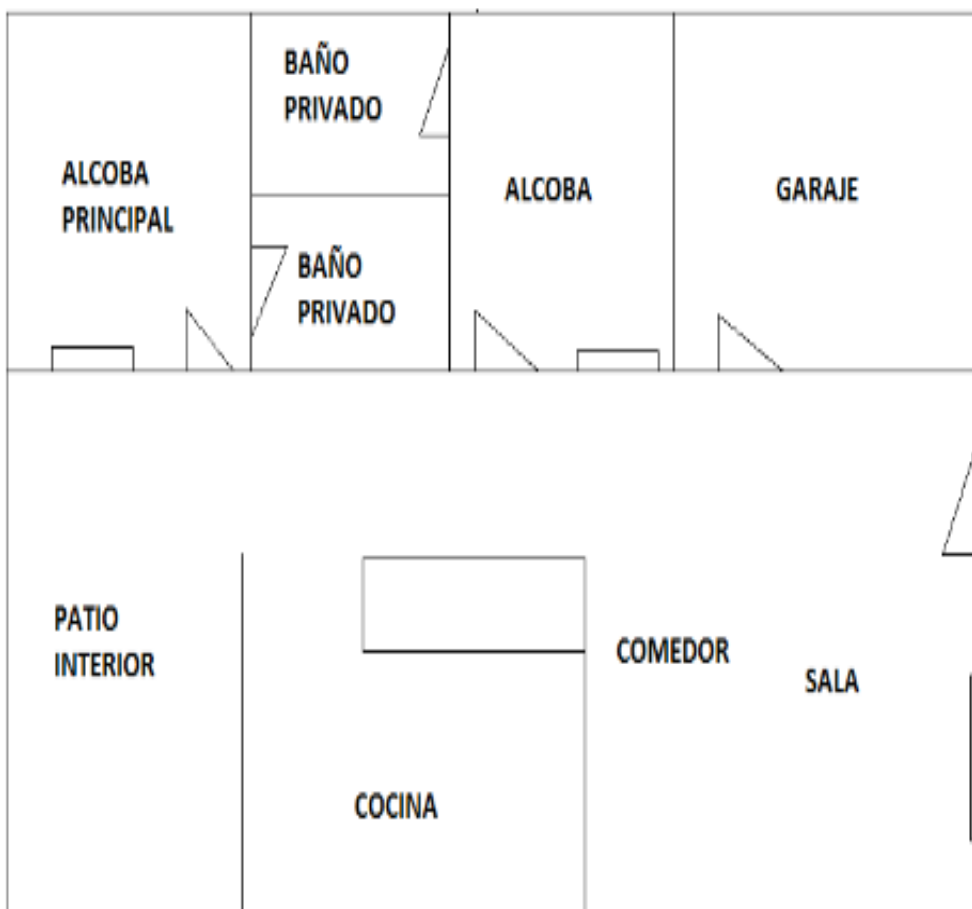 BAÑO
PRIVADO
ALCOBA
PRINCIPAL
ALCOBA
GARAJE
BAÑO
PRIVADO
PATIO
INTERIOR
COMEDOR
SALA
COCINA